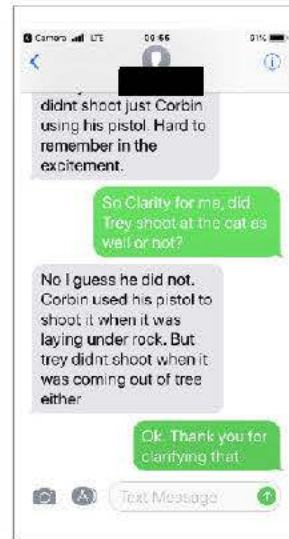 LTE
didnt shoot just Corbin
using his pistol. Hard to
remember in the
excitement.
So Clarity for me, did
Trey shoot at the cat as
well or not?
No I guess he did not.
Corbin used his pistol to
shoot it when it was
laying under rock. But
trey didnt shoot when it
was coming out of tree
either
Ok. Thank you for
clarifying that
Text Message